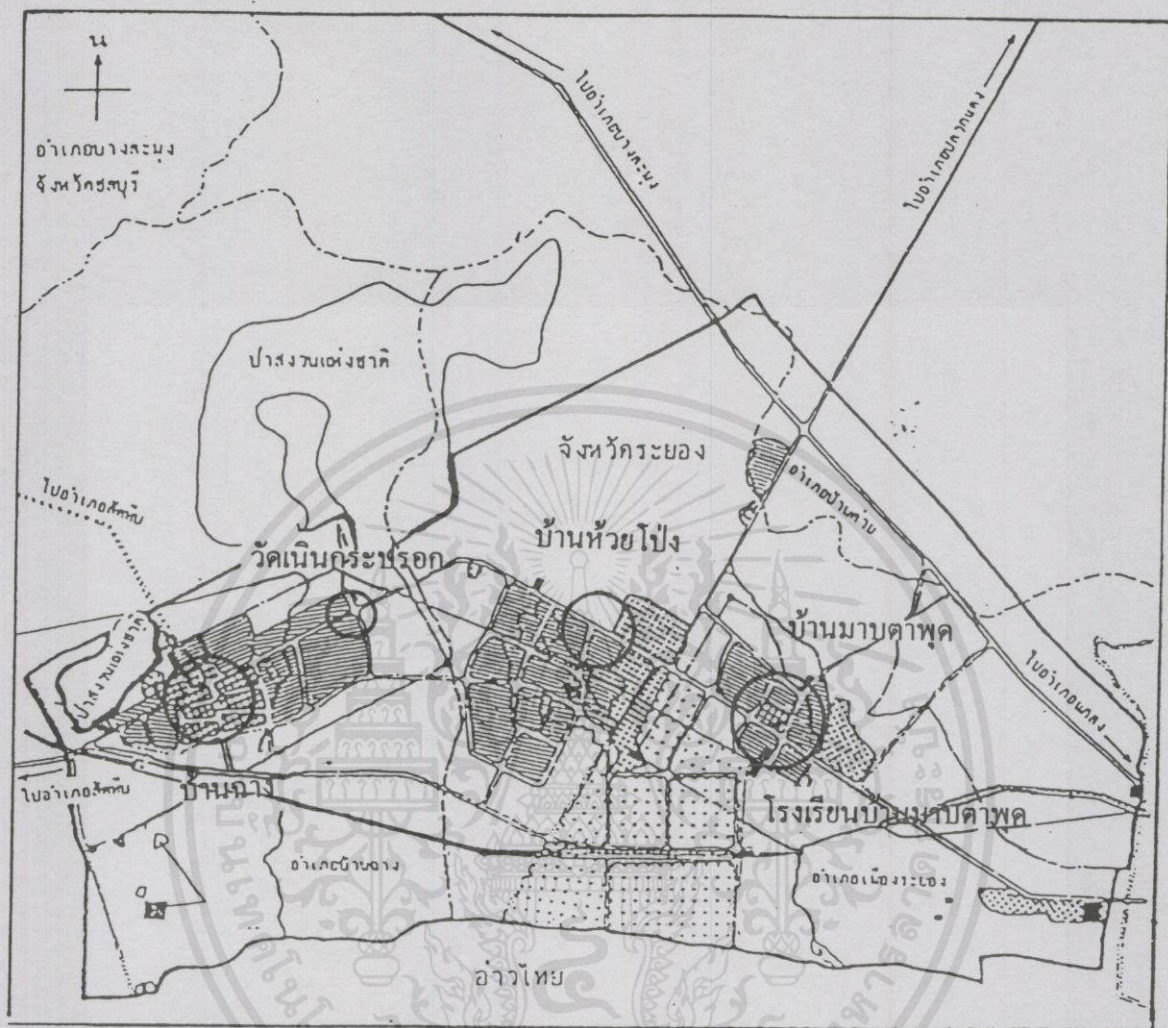 น
อำเภอบางละมุง
จังหวัดชลบุรี
ไปอำเภอบางละมุง
ไปอำเภอปลวกแดง
ป่าสงวนแห่งชาติ
จังหวัดระยอง
ไปอำเภอสัตหีบ
อำเภอบ้านค่าย
วัดเนินกระปรอก
บ้านห้วยโป่ง
บ้านมาบตาพุด
ป่าสงวนแห่งชาติ
ไปอำเภอแกลง
ไปอำเภอสัตหีบ
บ้านฉาง
โรงเรียนบ้านมาบตาพุด
อำเภอบ้านฉาง
อำเภอเมืองระยอง
อ่าวไทย